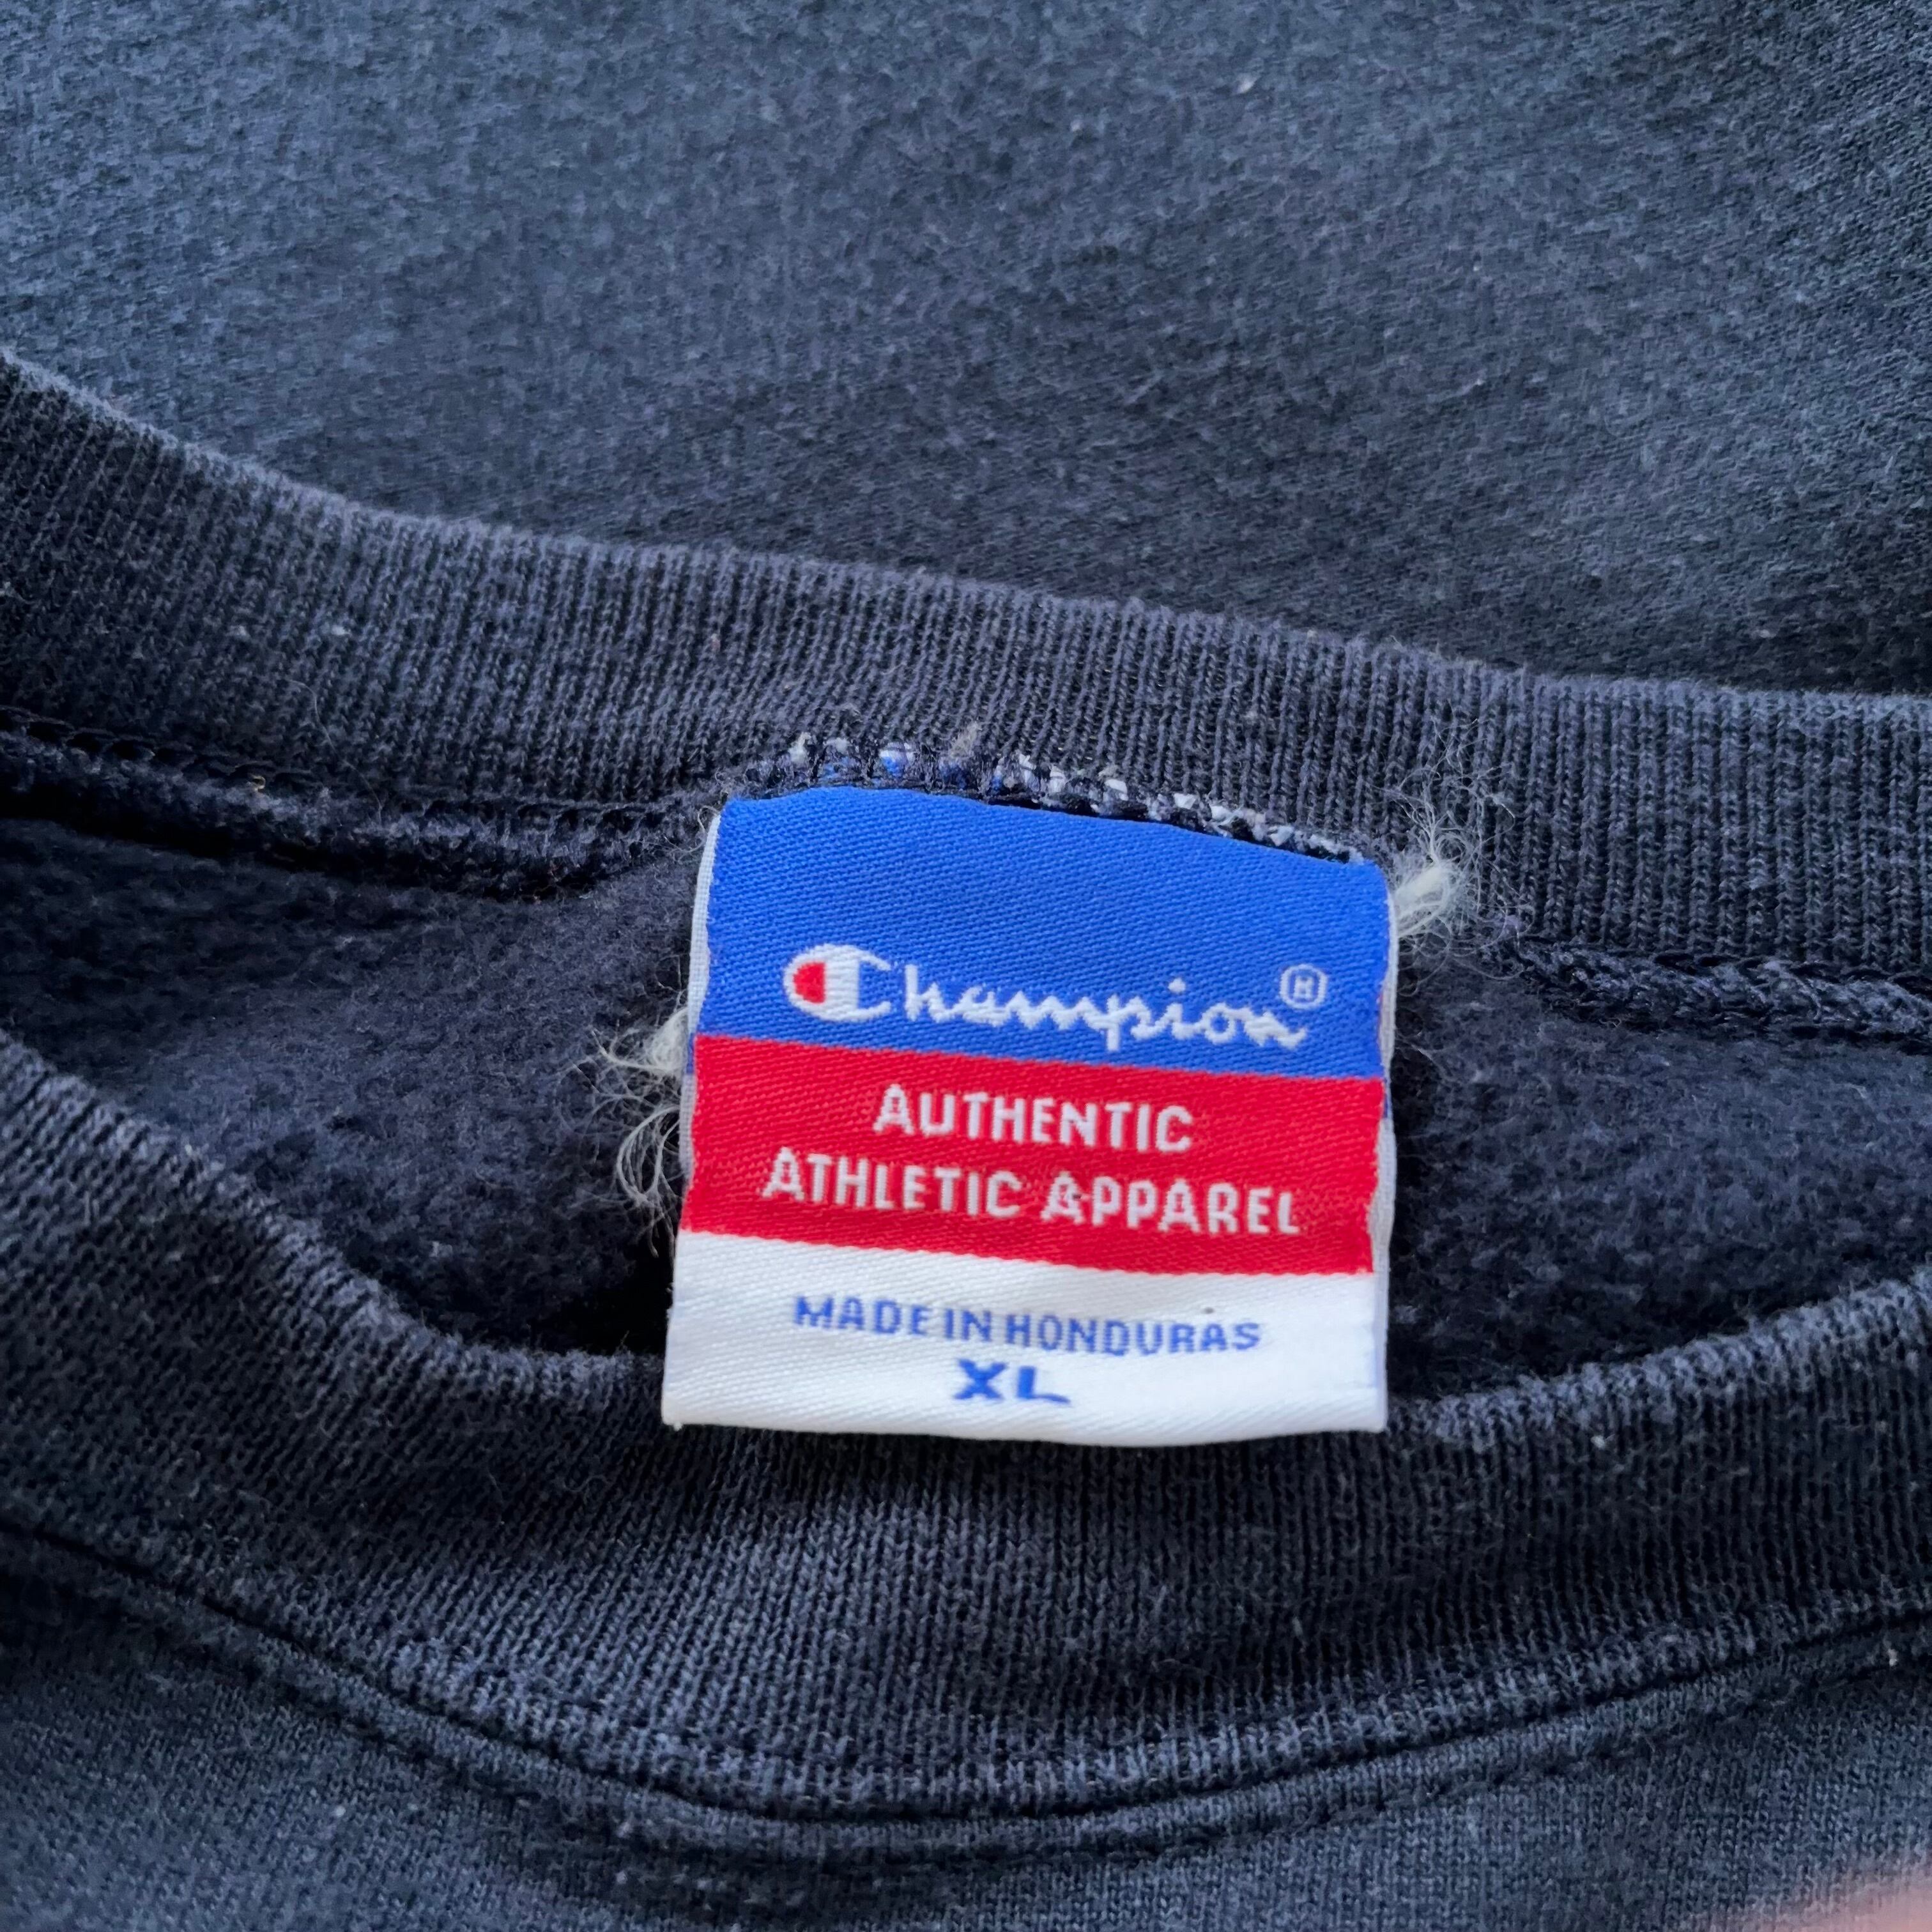 Champion®
AUTHENTIC
ATHLETIC APPAREL
MADE IN HONDURAS
XL